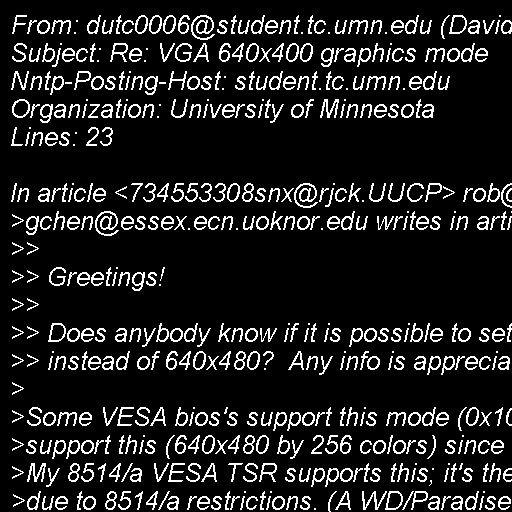 From: dutc0006@student.tc.umn.edu (David
Subject: Re: VGA 640x400 graphics mode
Nntp-Posting-Host: student.tc.umn.edu
Organization: University of Minnesota
Lines: 23

In article <734553308snx@rjck.UUCP> rob@
>gchen@essex.ecn.uoknor.edu writes in arti
>>
>> Greetings!
>>
>> Does anybody know if it is possible to set
>> instead of 640x480?  Any info is apprecia
>
>Some VESA bios's support this mode (0x10
>support this (640x480 by 256 colors) since
>My 8514/a VESA TSR supports this; it's the
>due to 8514/a restrictions. (A WD/Paradise